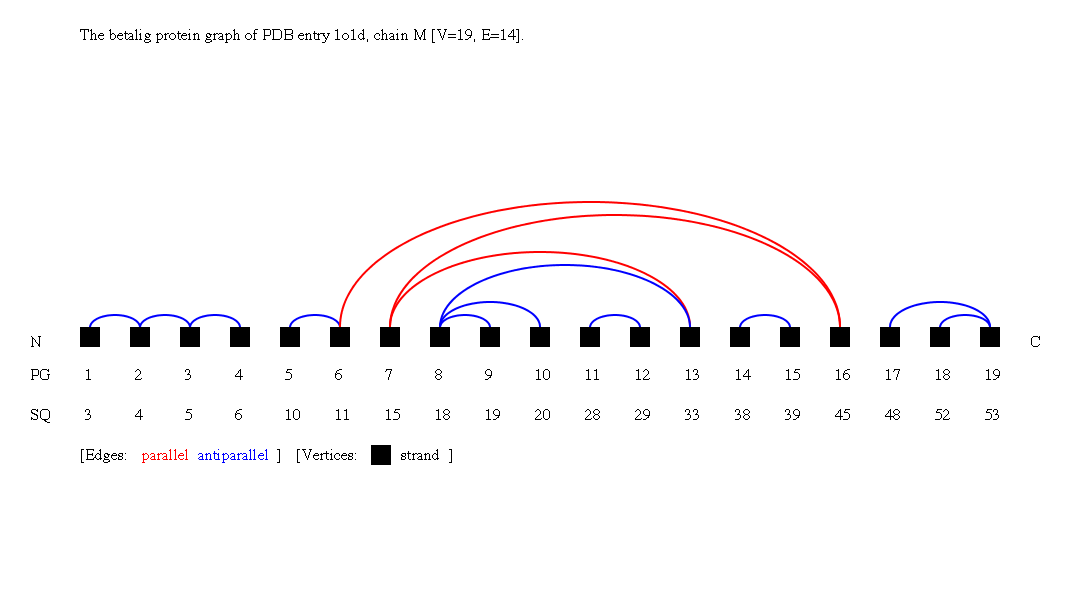 The betalig protein graph of PDB entry 1o1d, chain M [V=19, E=14].
N C
PG 1 2 3 4 5 6 7 8 9 10 11 12 13 14 15 16 17 18 19
SQ 3 4 5 6 10 11 15 18 19 20 28 29 33 38 39 45 48 52 53
[Edges: parallel antiparallel ] [Vertices: strand ]